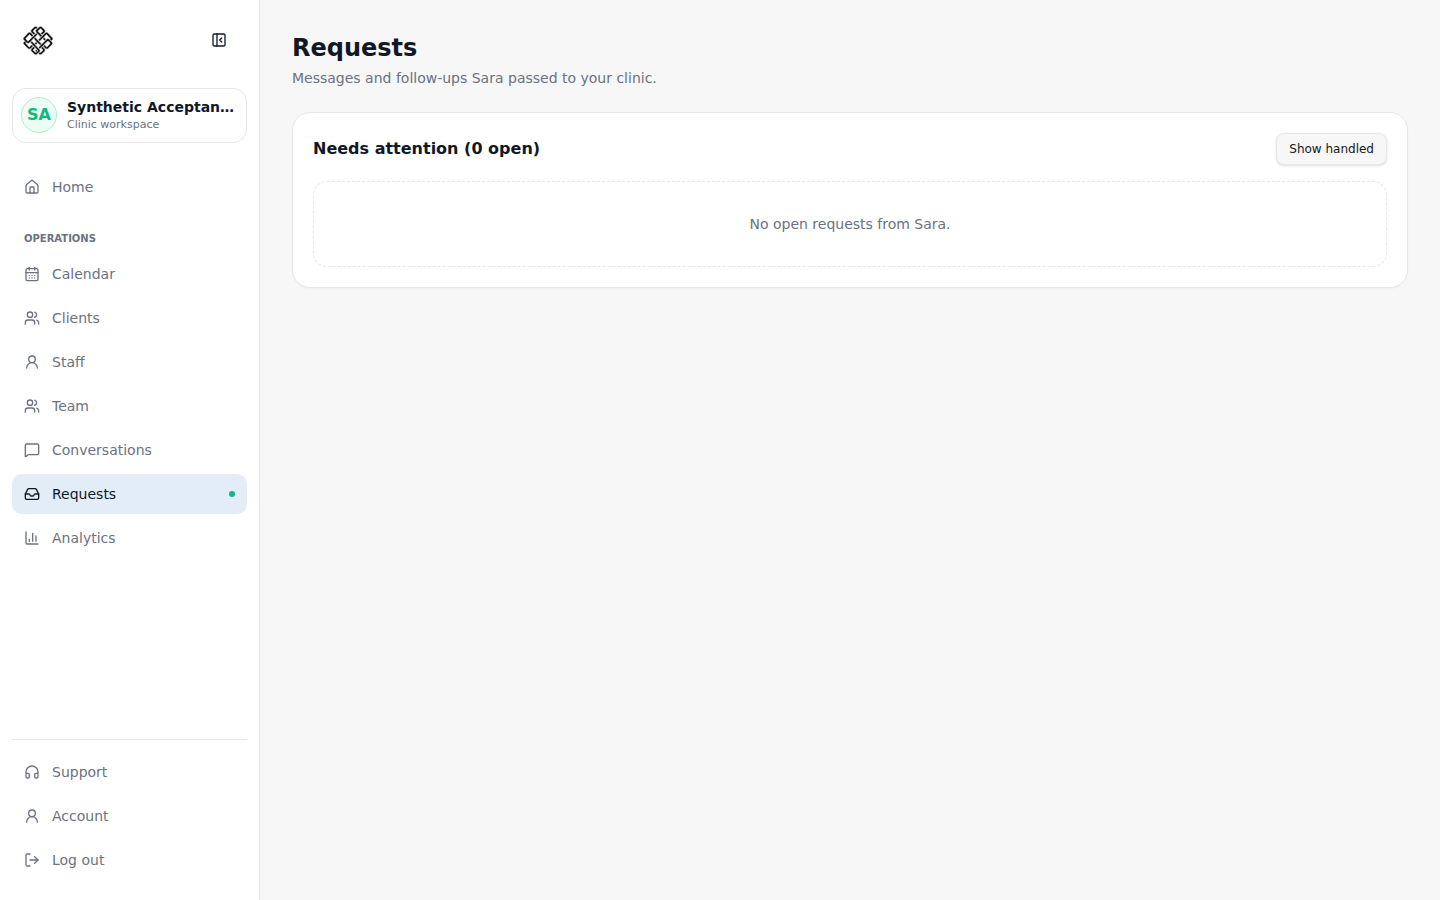 SA
Synthetic Acceptan...
Clinic workspace
Home
OPERATIONS
Calendar
Clients
Staff
Team
Conversations
Requests
Analytics
Support
Account
Log out
Requests
Messages and follow-ups Sara passed to your clinic.
Needs attention (0 open)
Show handled
No open requests from Sara.